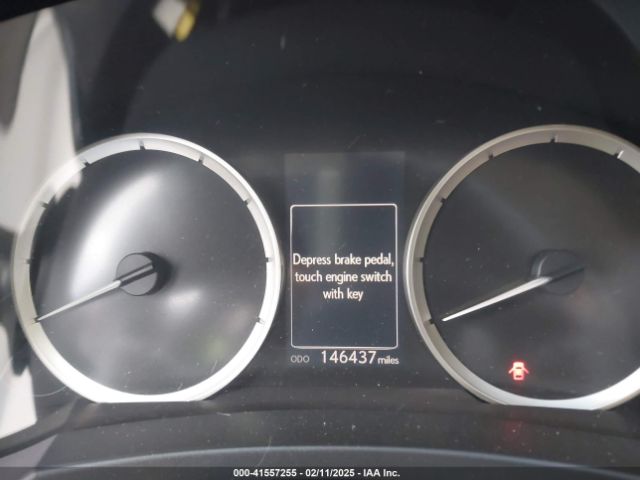 Depress brake pedal,
touch engine switch
with key
ODO 146437 miles
000-41557255 - 02/11/2025 - IAA Inc.